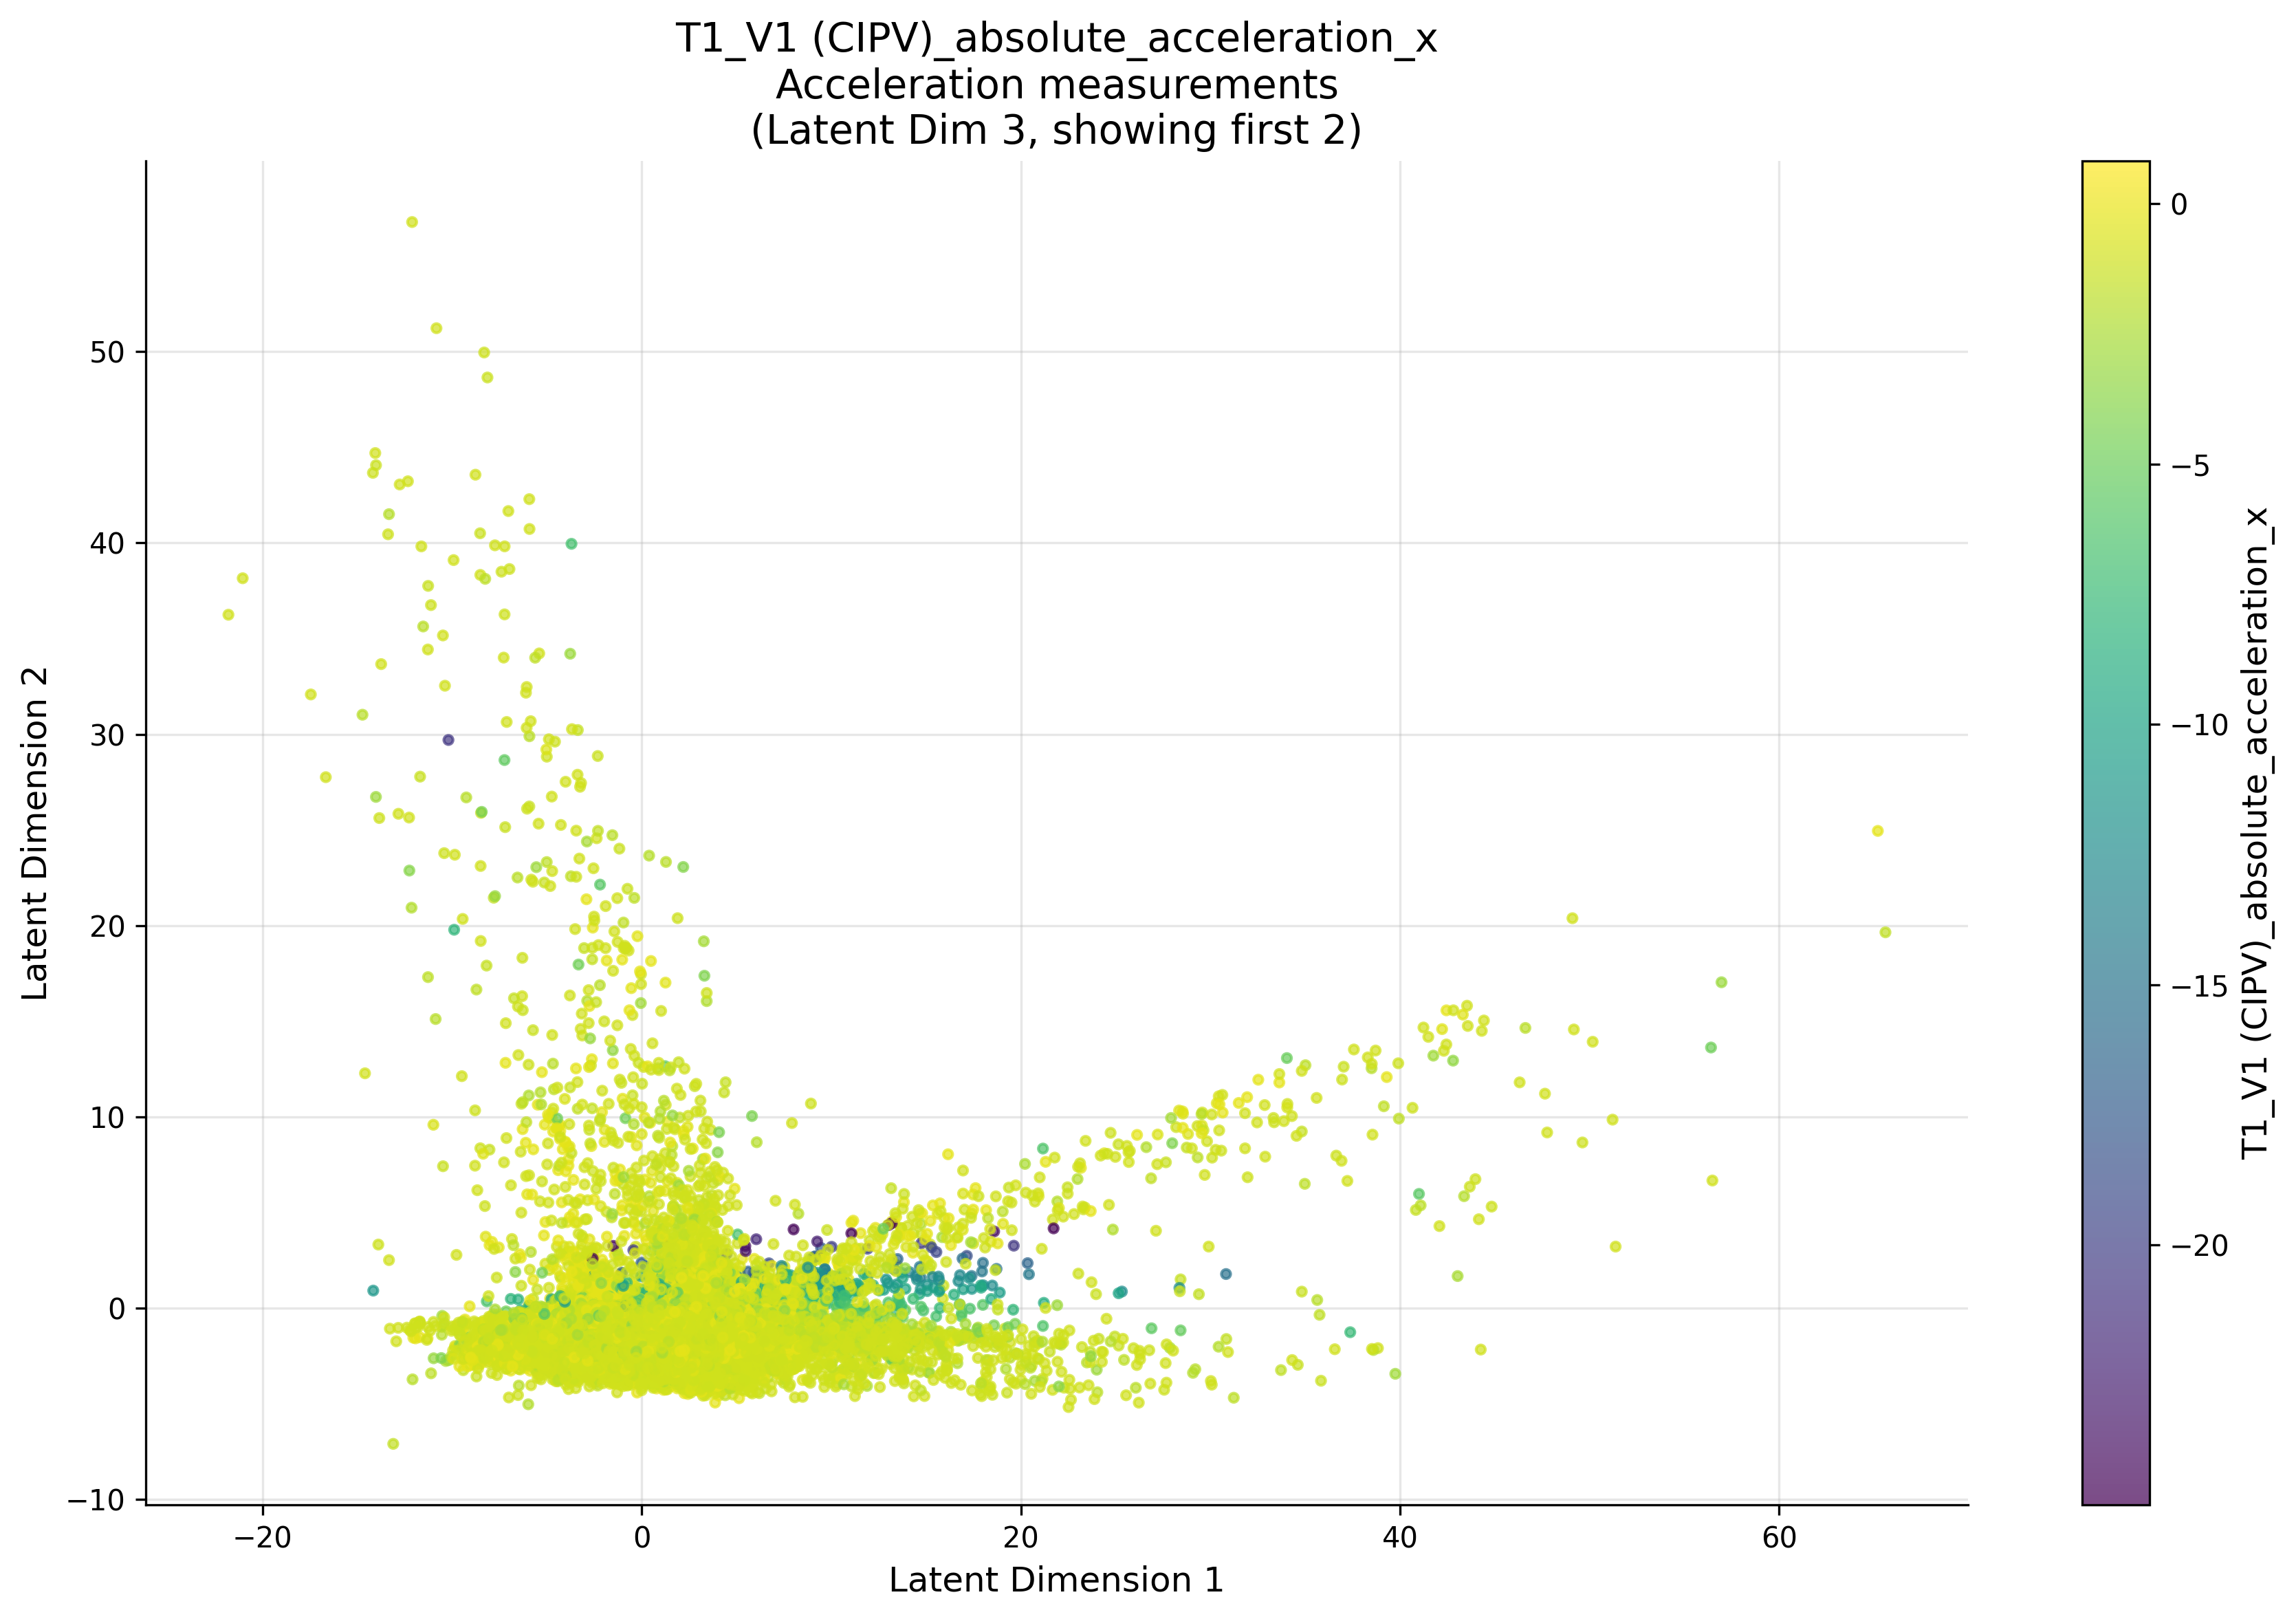 T1_V1 (CIPV)_absolute_acceleration_x
Acceleration measurements
(Latent Dim 3, showing first 2)
Latent Dimension 2
50
40
30
20
10
0
−10
−20
0
20
40
60
Latent Dimension 1
0
−5
−10
−15
−20
T1_V1 (CIPV)_absolute_acceleration_x